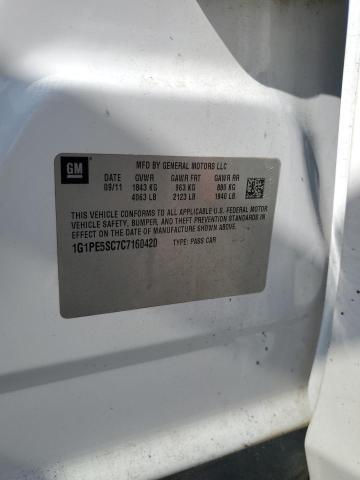 GM
MFD BY GENERAL MOTORS LLC
DATE GVWR GAWR FRT GAWR RR
09/11 1843 KG 963 KG 880 KG
4063 LB 2123 LB 1940 LB
THIS VEHICLE CONFORMS TO ALL APPLICABLE U.S. FEDERAL MOTOR
VEHICLE SAFETY, BUMPER, AND THEFT PREVENTION STANDARDS IN
EFFECT ON THE DATE OF MANUFACTURE SHOWN ABOVE.
1G1PE5SC7C7160420 TYPE: PASS CAR